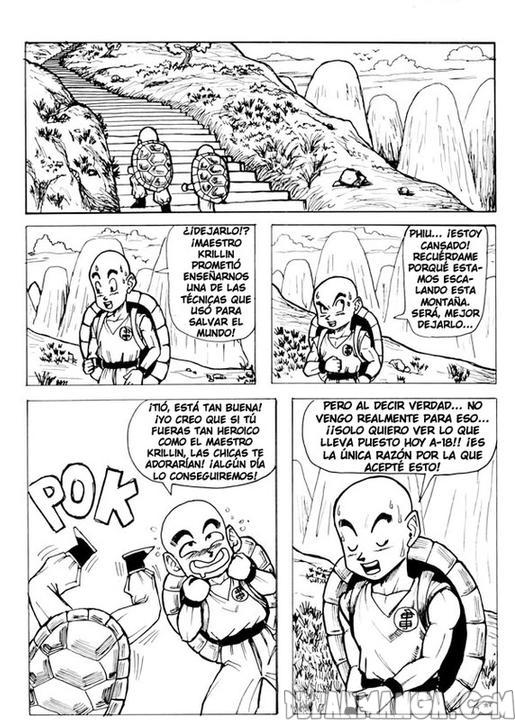 PHIU... ¡ESTOY
CANSADO!
RECUÉRDAME
PORQUÉ ESTA-
MOS ESCA-
LANDO ESTA
MONTAÑA.
SERÁ, MEJOR
DEJARLO...
¿¡DEJARLO!?
¡MAESTRO
KRILLIN
PROMETIÓ
ENSEÑARNOS
UNA DE LAS
TÉCNICAS QUE
USÓ PARA
SALVAR EL
MUNDO!
PERO AL DECIR VERDAD... NO
VENGO REALMENTE PARA ESO...
¡¡SOLO QUIERO VER LO QUE
LLEVA PUESTO HOY A-18!! ¡ES
LA ÚNICA RAZÓN POR LA QUE
ACEPTÉ ESTO!
¡TIÓ, ESTÁ TAN BUENA!
¡YO CREO QUE SI TÚ
FUERAS TAN HEROICO
COMO EL MAESTRO
KRILLIN, LAS CHICAS TE
ADORARÍAN! ¡ALGÚN DÍA
LO CONSEGUIREMOS!
POK